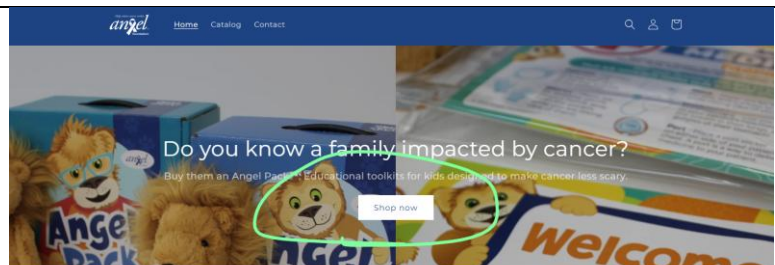 angel
Home Catalog Contact
Do you know a family impacted by cancer?
Buy them an Angel Pack™: Educational toolkits for kids designed to make cancer less scary.
Shop now
angel
Angel
Pack
Angel
Welcome